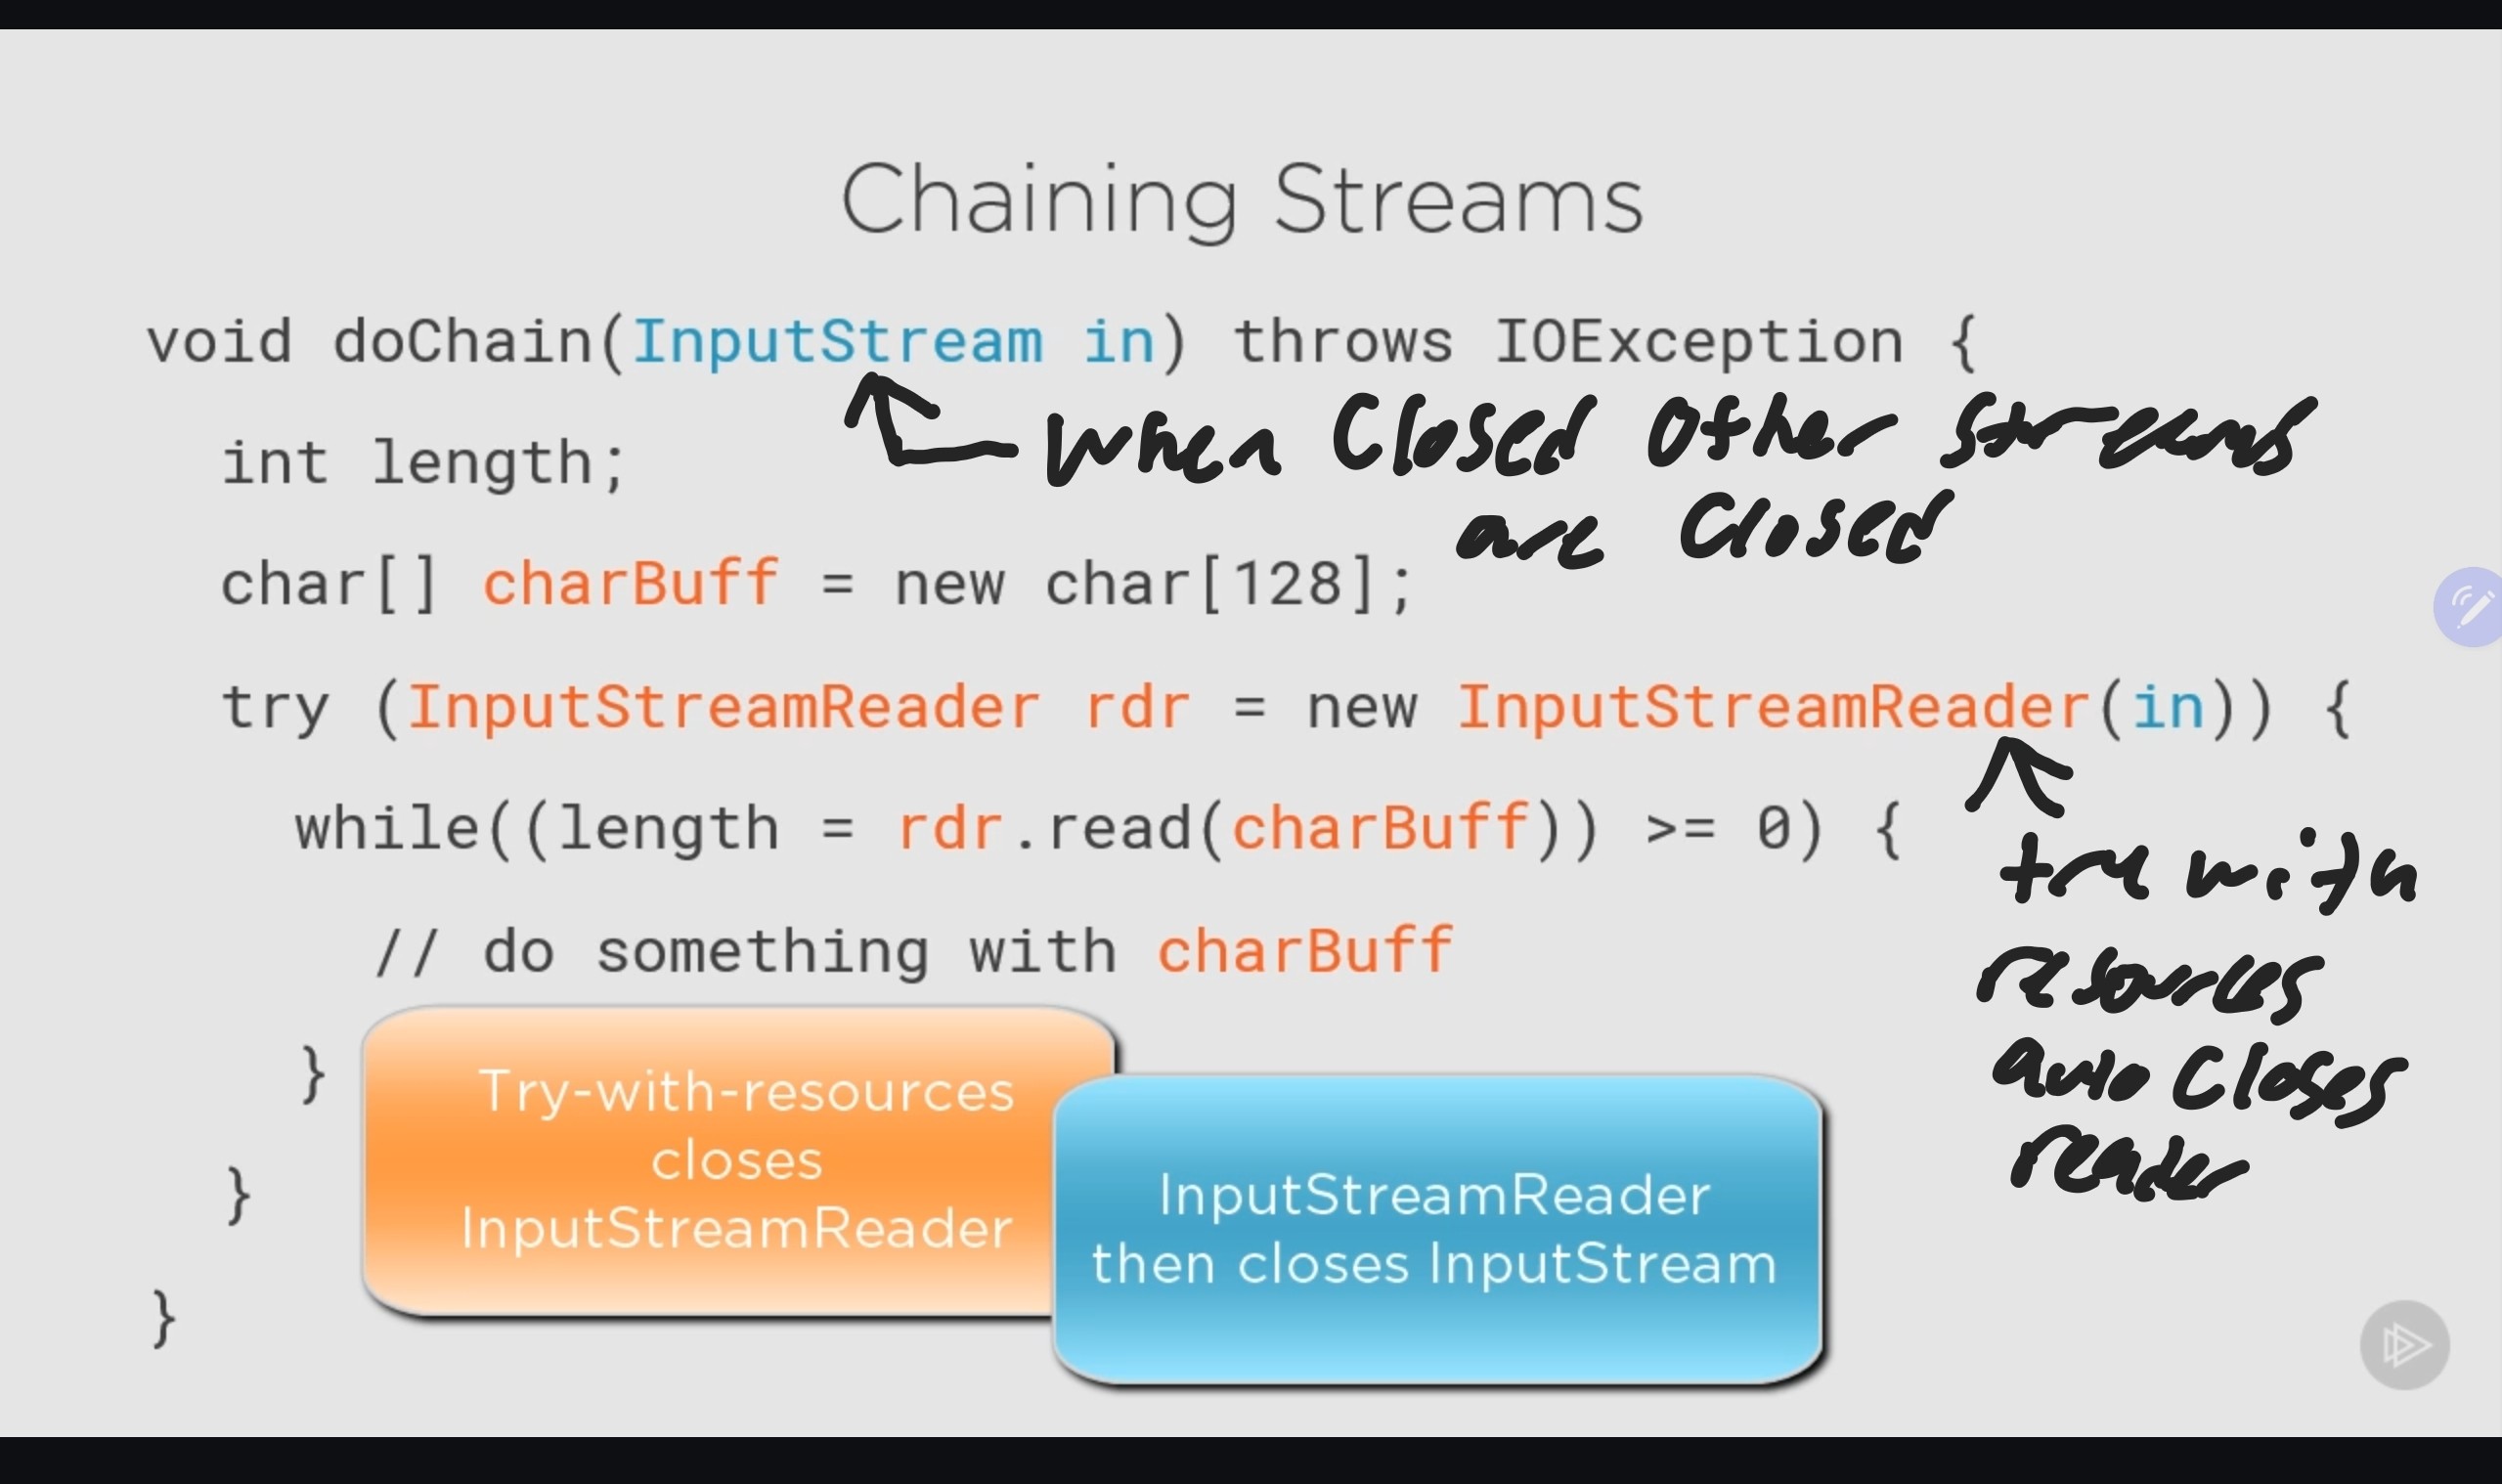 Chaining Streams
void doChain(InputStream in) throws IOException {
when Closed Other streams
int length;
are Closed
char[] charBuff = new char[128];
try (InputStreamReader rdr = new InputStreamReader(in)) {
while((length = rdr.read(charBuff)) >= 0) {
try with
// do something with charBuff
resources
}
auto Closes
reader
Try-with-resources
closes
InputStreamReader
InputStreamReader
then closes InputStream
}
}